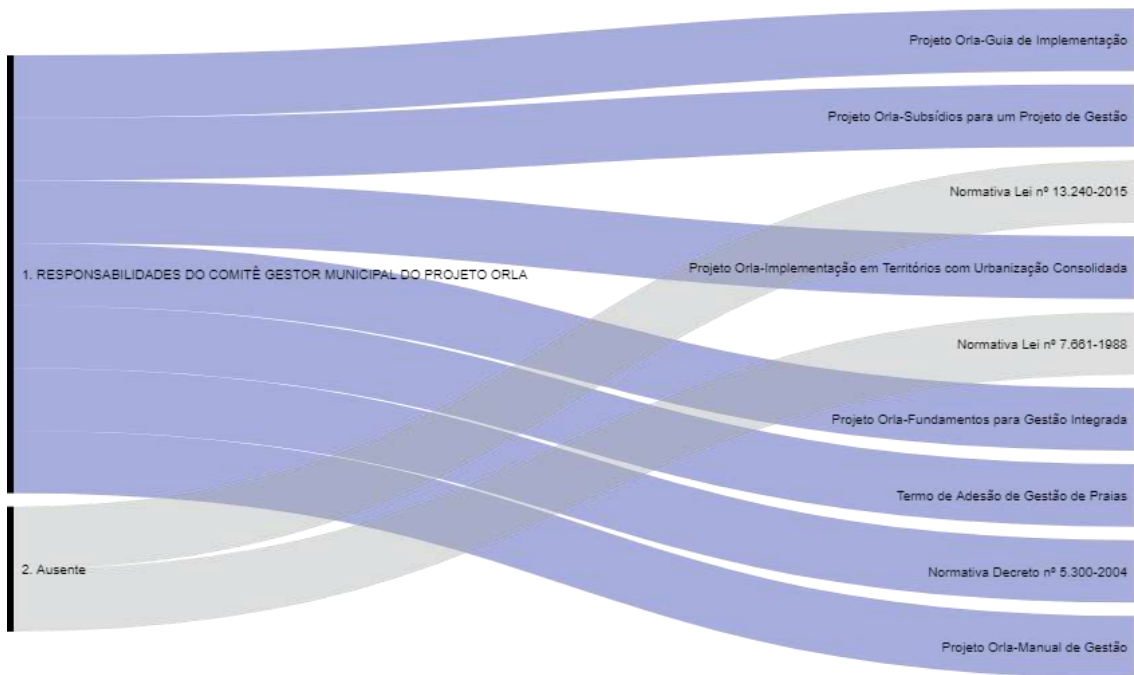 1. RESPONSABILIDADES DO COMITÊ GESTOR MUNICIPAL DO PROJETO ORLA
2. Ausente
Projeto Orla-Guia de Implementação
Projeto Orla-Subsídios para um Projeto de Gestão
Normativa Lei nº 13.240-2015
Projeto Orla-Implementação em Territórios com Urbanização Consolidada
Normativa Lei nº 7.661-1988
Projeto Orla-Fundamentos para Gestão Integrada
Termo de Adesão de Gestão de Praias
Normativa Decreto nº 5.300-2004
Projeto Orla-Manual de Gestão